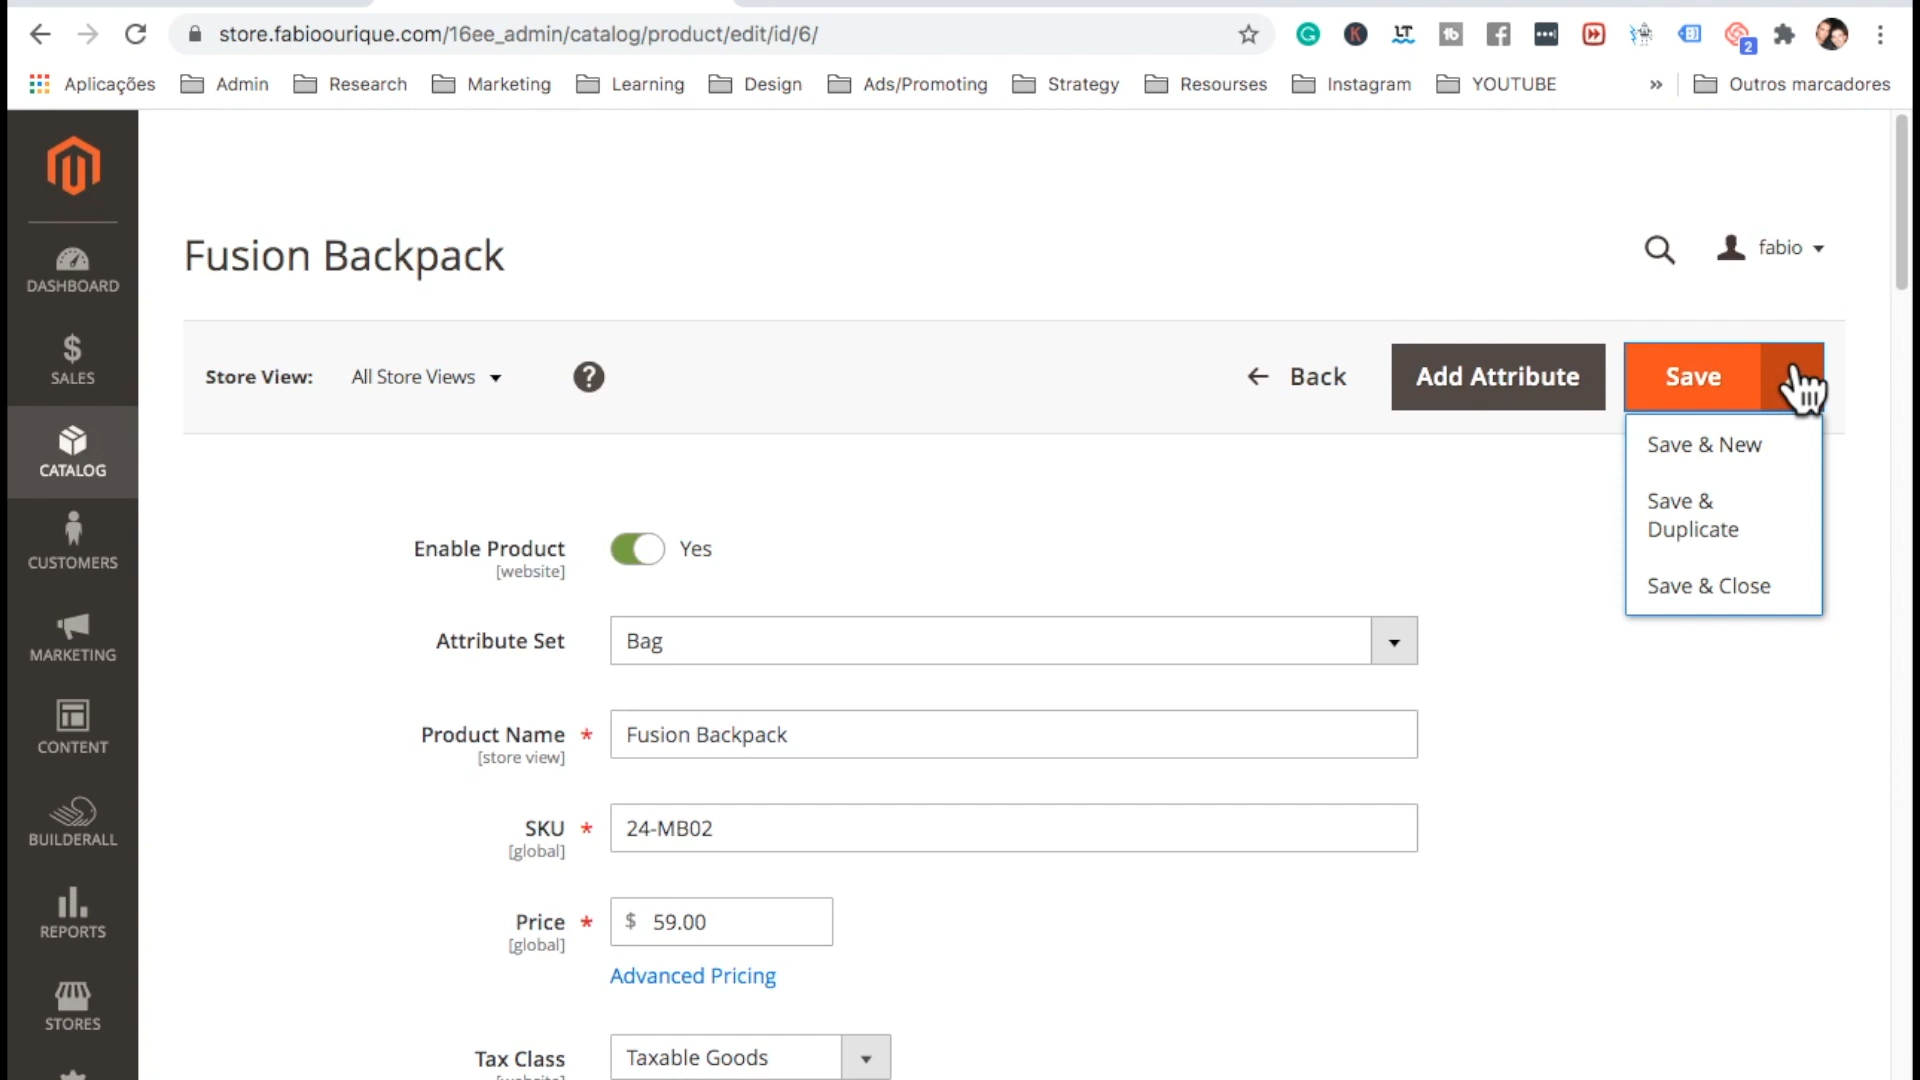 store.fabioourique.com/16ee_admin/catalog/product/edit/id/6/
2
Aplicações Admin Research Marketing Learning Design Ads/Promoting Strategy Resourses Instagram YOUTUBE » Outros marcadores
Fusion Backpack
fabio
DASHBOARD
SALES
CATALOG
CUSTOMERS
MARKETING
CONTENT
BUILDERALL
REPORTS
STORES
Store View: All Store Views ? Back Add Attribute Save
Save & New
Save &
Duplicate
Save & Close
Enable Product Yes
[website]
Attribute Set Bag
Product Name * Fusion Backpack
[store view]
SKU * 24-MB02
[global]
Price * $ 59.00
[global]
Advanced Pricing
Tax Class Taxable Goods